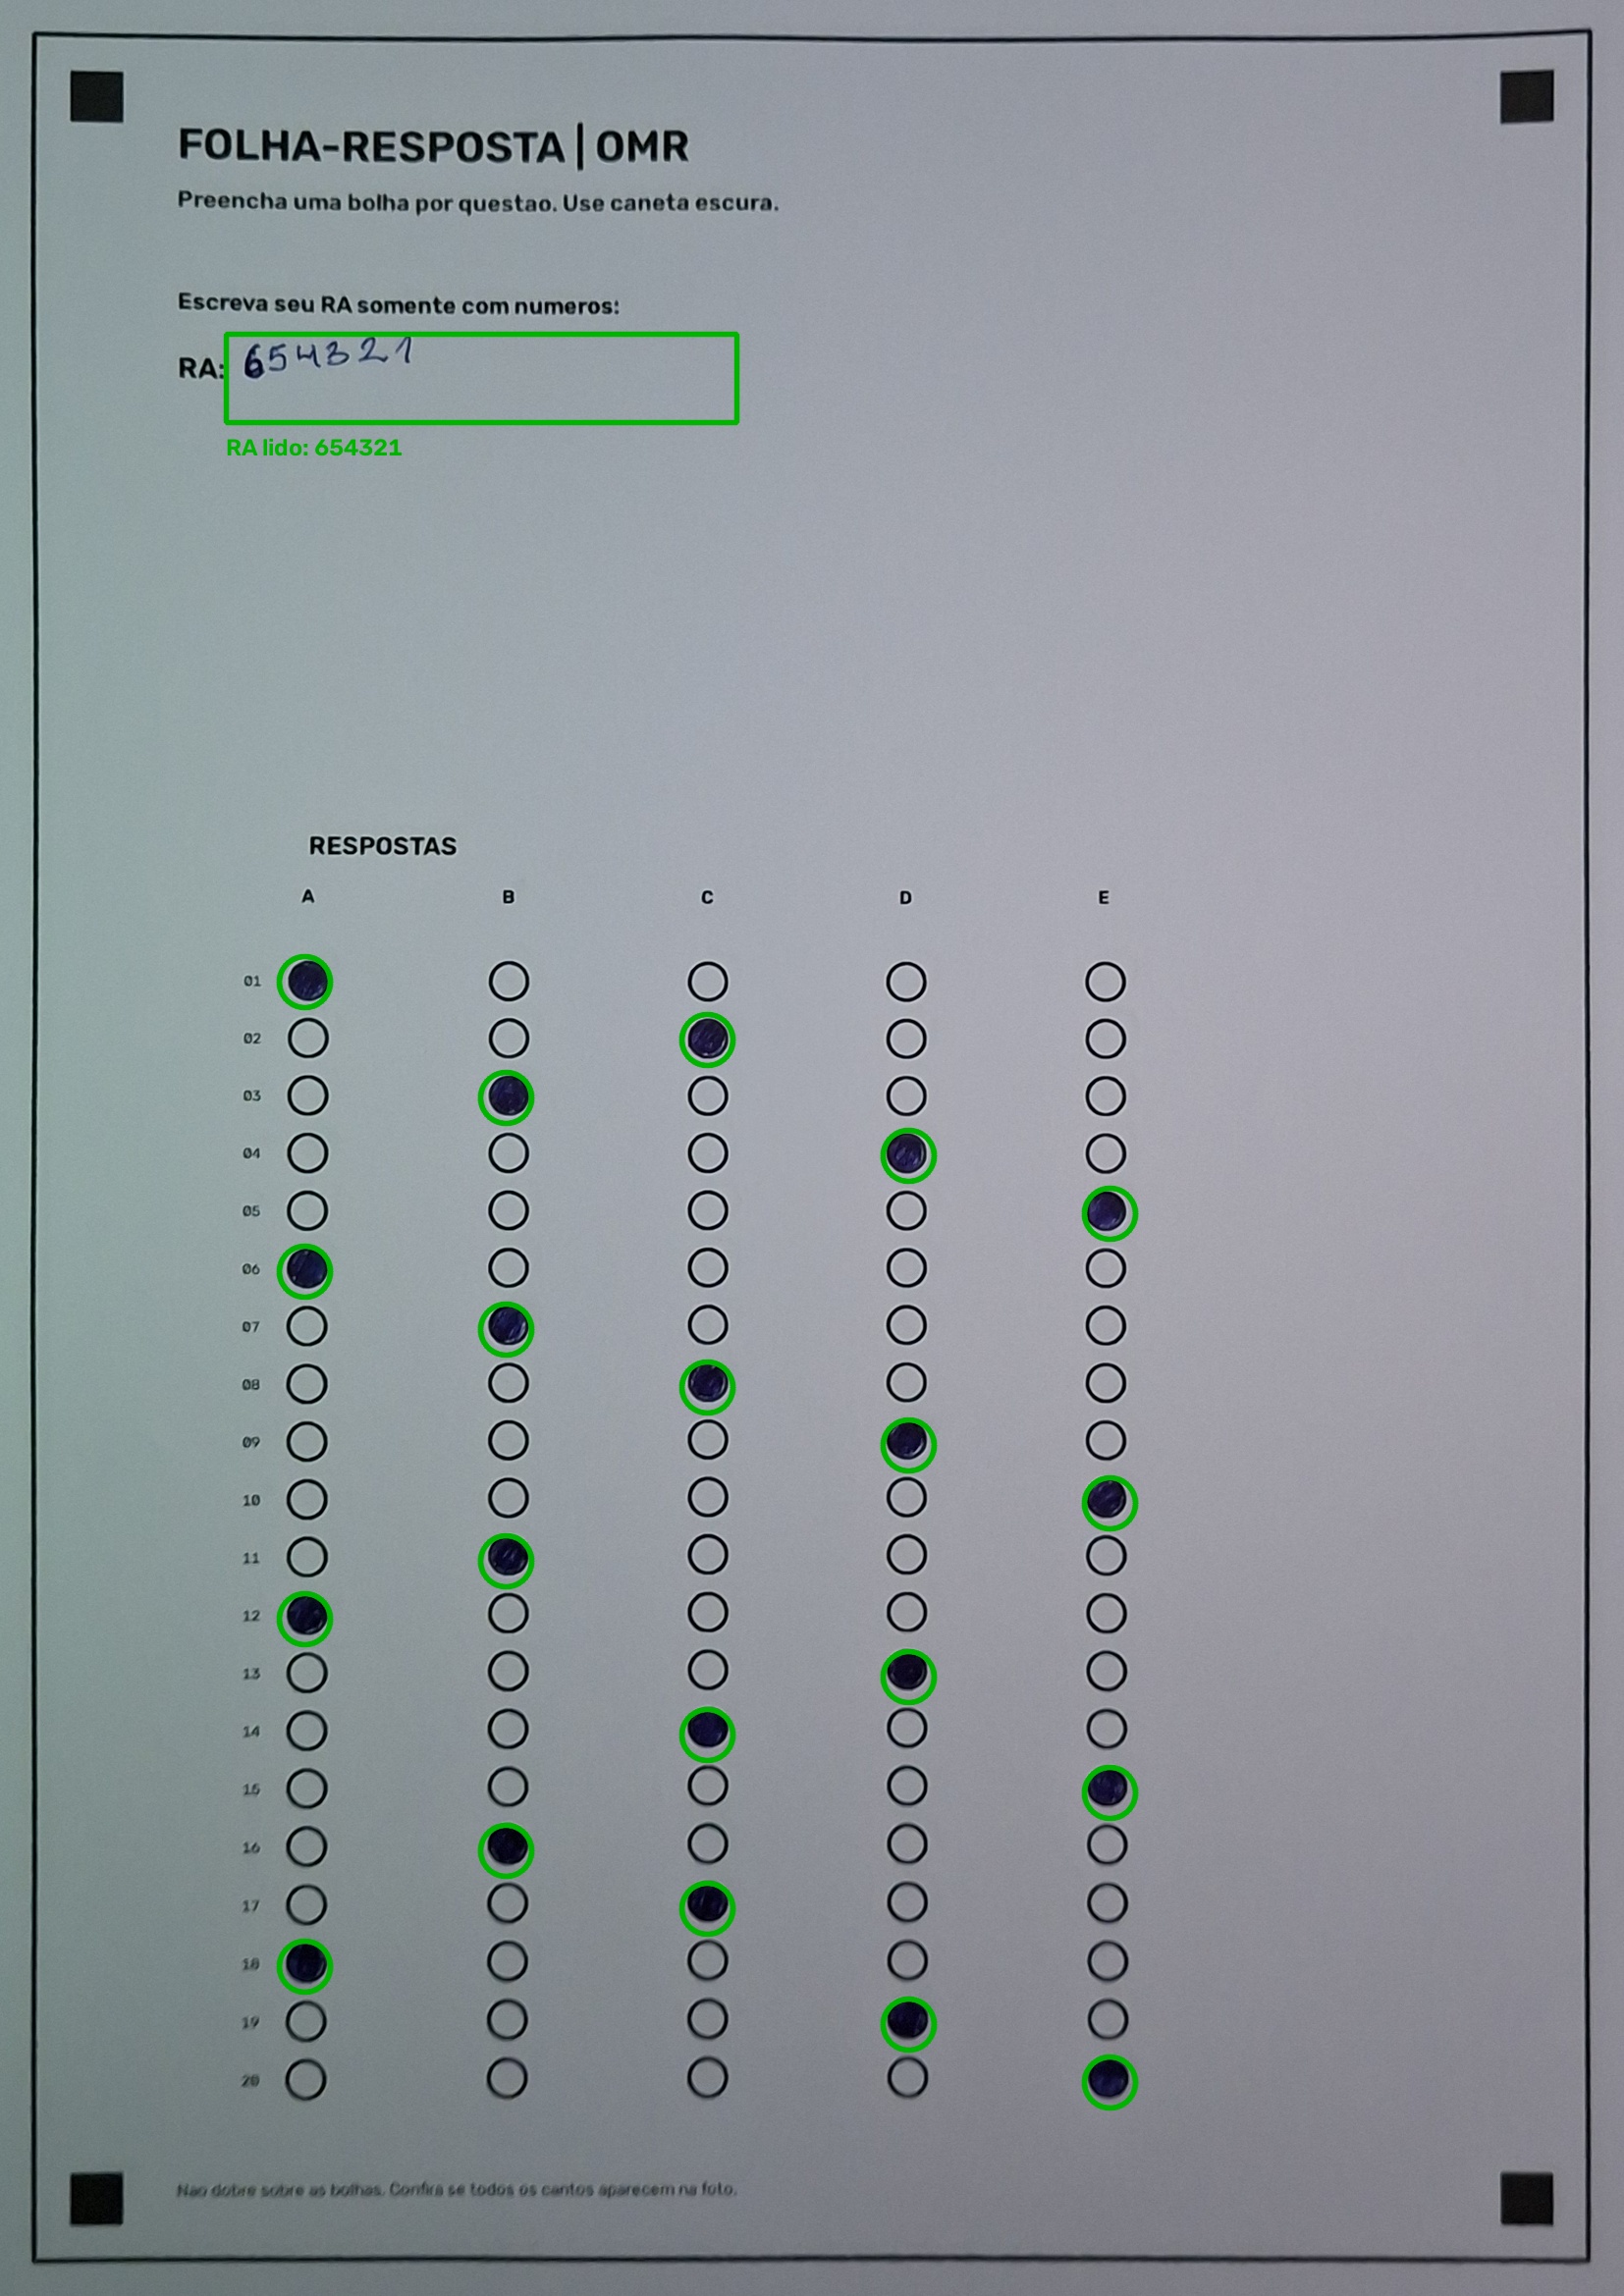 FOLHA-RESPOSTA | OMR
Preencha uma bolha por questao. Use caneta escura.
Escreva seu RA somente com numeros:
RA: 654321
RA lido: 654321
RESPOSTAS
A B C D E
01
02
03
04
05
06
07
08
09
10
11
12
13
14
15
16
17
18
19
20
Nao dobre sobre as bolhas. Confira se todos os cantos aparecem na foto.